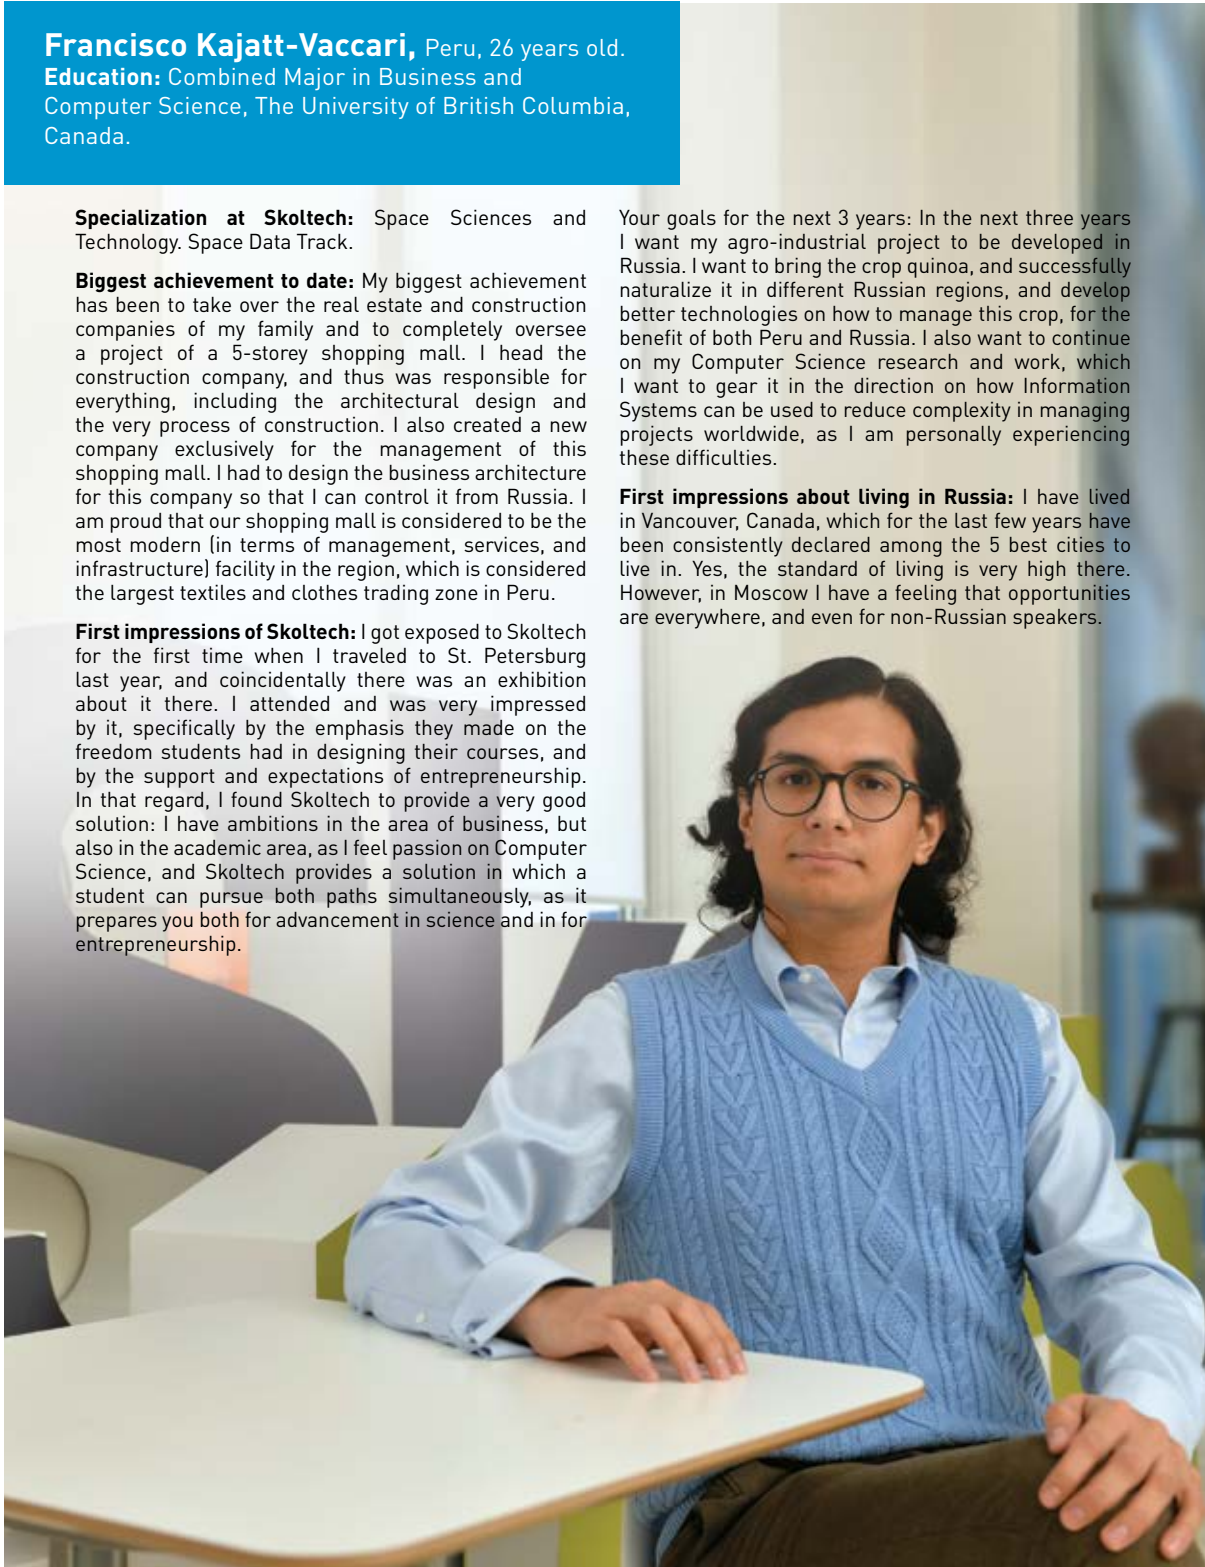 Francisco Kajatt-Vaccari, Peru, 26 years old.
Education: Combined Major in Business and
Computer Science, The University of British Columbia,
Canada.
Specialization at Skoltech: Space Sciences and
Technology. Space Data Track.
Biggest achievement to date: My biggest achievement
has been to take over the real estate and construction
companies of my family and to completely oversee
a project of a 5-storey shopping mall. I head the
construction company, and thus was responsible for
everything, including the architectural design and
the very process of construction. I also created a new
company exclusively for the management of this
shopping mall. I had to design the business architecture
for this company so that I can control it from Russia. I
am proud that our shopping mall is considered to be the
most modern (in terms of management, services, and
infrastructure) facility in the region, which is considered
the largest textiles and clothes trading zone in Peru.
First impressions of Skoltech: I got exposed to Skoltech
for the first time when I traveled to St. Petersburg
last year, and coincidentally there was an exhibition
about it there. I attended and was very impressed
by it, specifically by the emphasis they made on the
freedom students had in designing their courses, and
by the support and expectations of entrepreneurship.
In that regard, I found Skoltech to provide a very good
solution: I have ambitions in the area of business, but
also in the academic area, as I feel passion on Computer
Science, and Skoltech provides a solution in which a
student can pursue both paths simultaneously, as it
prepares you both for advancement in science and in for
entrepreneurship.
Your goals for the next 3 years: In the next three years
I want my agro-industrial project to be developed in
Russia. I want to bring the crop quinoa, and successfully
naturalize it in different Russian regions, and develop
better technologies on how to manage this crop, for the
benefit of both Peru and Russia. I also want to continue
on my Computer Science research and work, which
I want to gear it in the direction on how Information
Systems can be used to reduce complexity in managing
projects worldwide, as I am personally experiencing
these difficulties.
First impressions about living in Russia: I have lived
in Vancouver, Canada, which for the last few years have
been consistently declared among the 5 best cities to
live in. Yes, the standard of living is very high there.
However, in Moscow I have a feeling that opportunities
are everywhere, and even for non-Russian speakers.